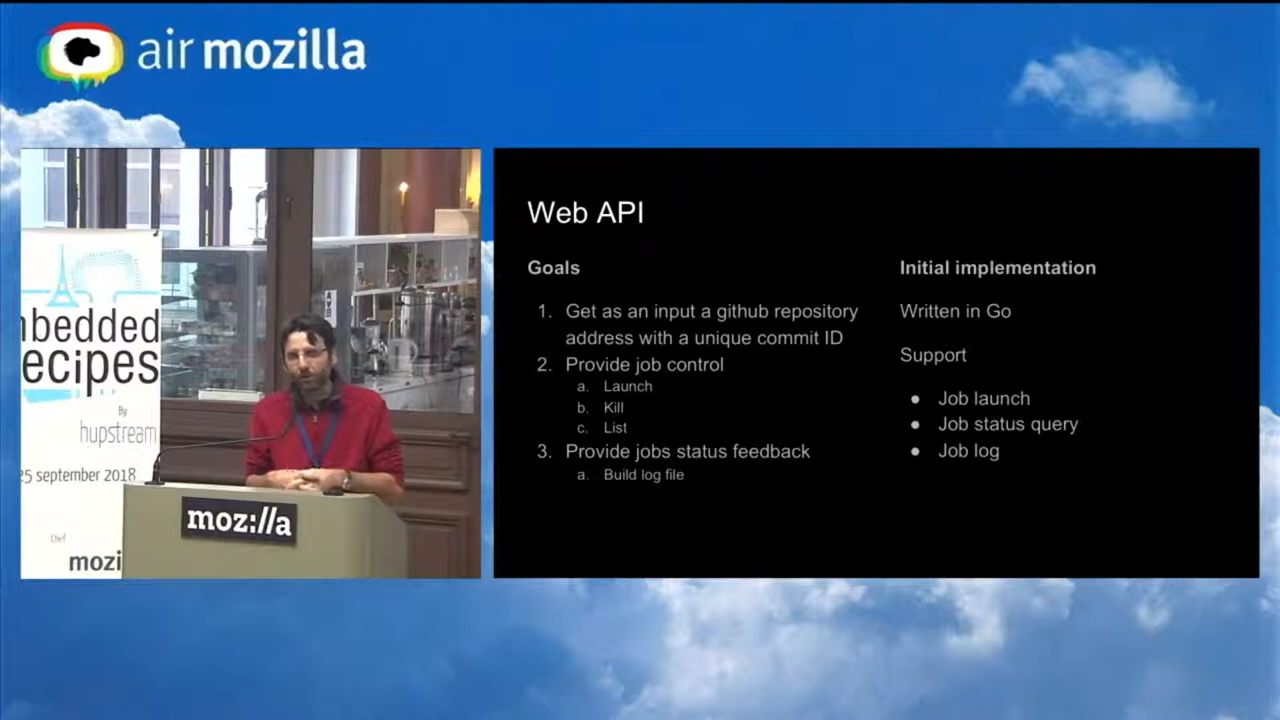 air mozilla
mbedded
ecipes
By
hupstream
25 september 2018
Chef
mozi
moz://a
Web API
Goals
1. Get as an input a github repository
address with a unique commit ID
2. Provide job control
a. Launch
b. Kill
c. List
3. Provide jobs status feedback
a. Build log file
Initial implementation
Written in Go
Support
● Job launch
● Job status query
● Job log